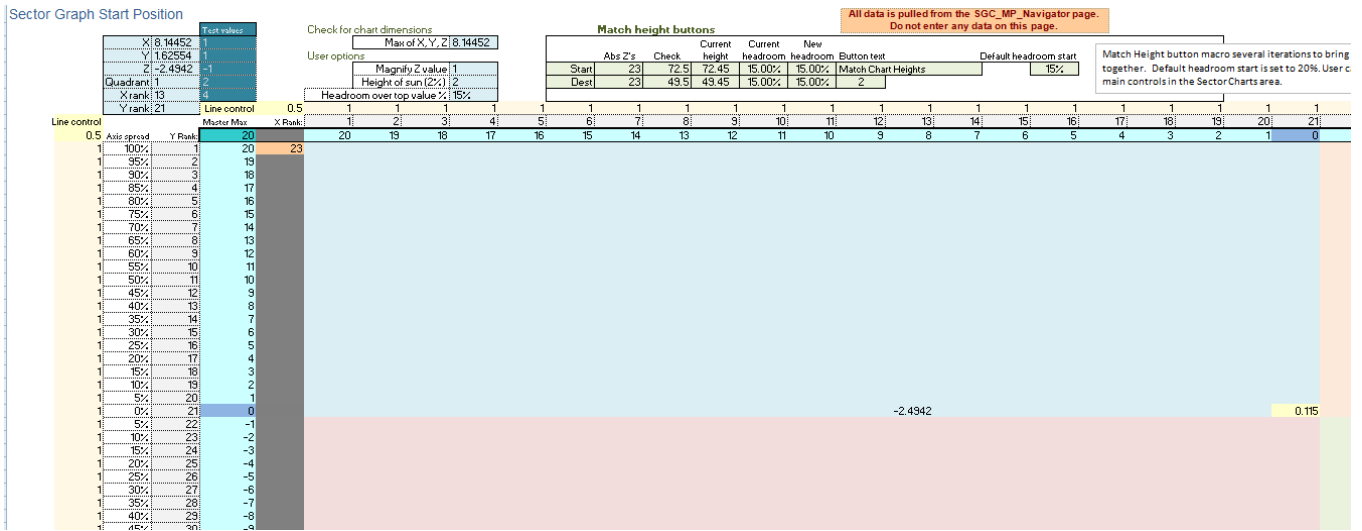 Sector Graph Start Position
All data is pulled from the SGC_MP_Navigator page.
Do not enter any data on this page.
Test values
Check for chart dimensions
Match height buttons
X 8.14452 1
Max of X, Y, Z 8.14452
Y 1.62554 1
User options
Current Current New
Abs Z's Check height headroom headroom Button text Default headroom start
Z -2.4942 -1
Magnify Z value 1
Start 23 72.5 72.45 15.00% 15.00% Match Chart Heights 15%
Quadrant 1 2
Height of sun (2%) 2
Dest 23 49.5 49.45 15.00% 15.00% 2
X rank 13 4
Headroom over top value % 15%
Match Height button macro several iterations to bring
together. Default headroom start is set to 20%. User c
main controls in the Sector Charts area.
Y rank 21 Line control 0.5 1 1 1 1 1 1 1 1 1 1 1 1 1 1 1 1 1 1 1 1 1
Line control Master Max X Rank 1 2 3 4 5 6 7 8 9 10 11 12 13 14 15 16 17 18 19 20 21
0.5 Axis spread Y Rank 20 20 19 18 17 16 15 14 13 12 11 10 9 8 7 6 5 4 3 2 1 0
1 100% 1 20 23
1 95% 2 19
1 90% 3 18
1 85% 4 17
1 80% 5 16
1 75% 6 15
1 70% 7 14
1 65% 8 13
1 60% 9 12
1 55% 10 11
1 50% 11 10
1 45% 12 9
1 40% 13 8
1 35% 14 7
1 30% 15 6
1 25% 16 5
1 20% 17 4
1 15% 18 3
1 10% 19 2
1 5% 20 1
1 0% 21 0 -2.4942 0.115
1 5% 22 -1
1 10% 23 -2
1 15% 24 -3
1 20% 25 -4
1 25% 26 -5
1 30% 27 -6
1 35% 28 -7
1 40% 29 -8
1 45% 30 -9